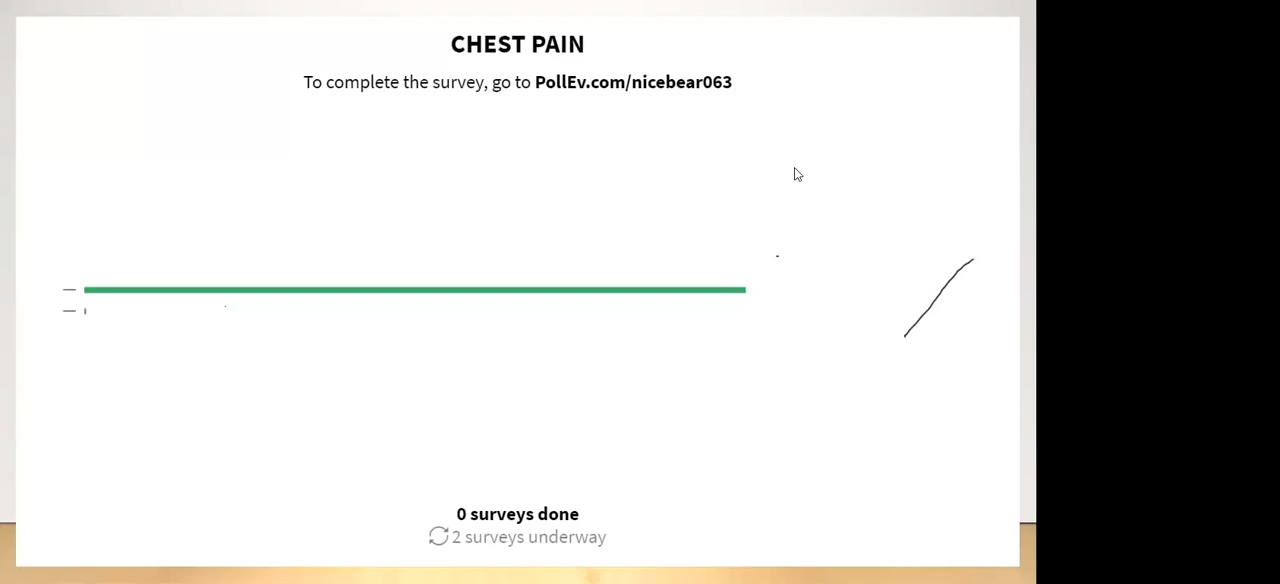 CHEST PAIN
To complete the survey, go to PollEv.com/nicebear063
0 surveys done
2 surveys underway